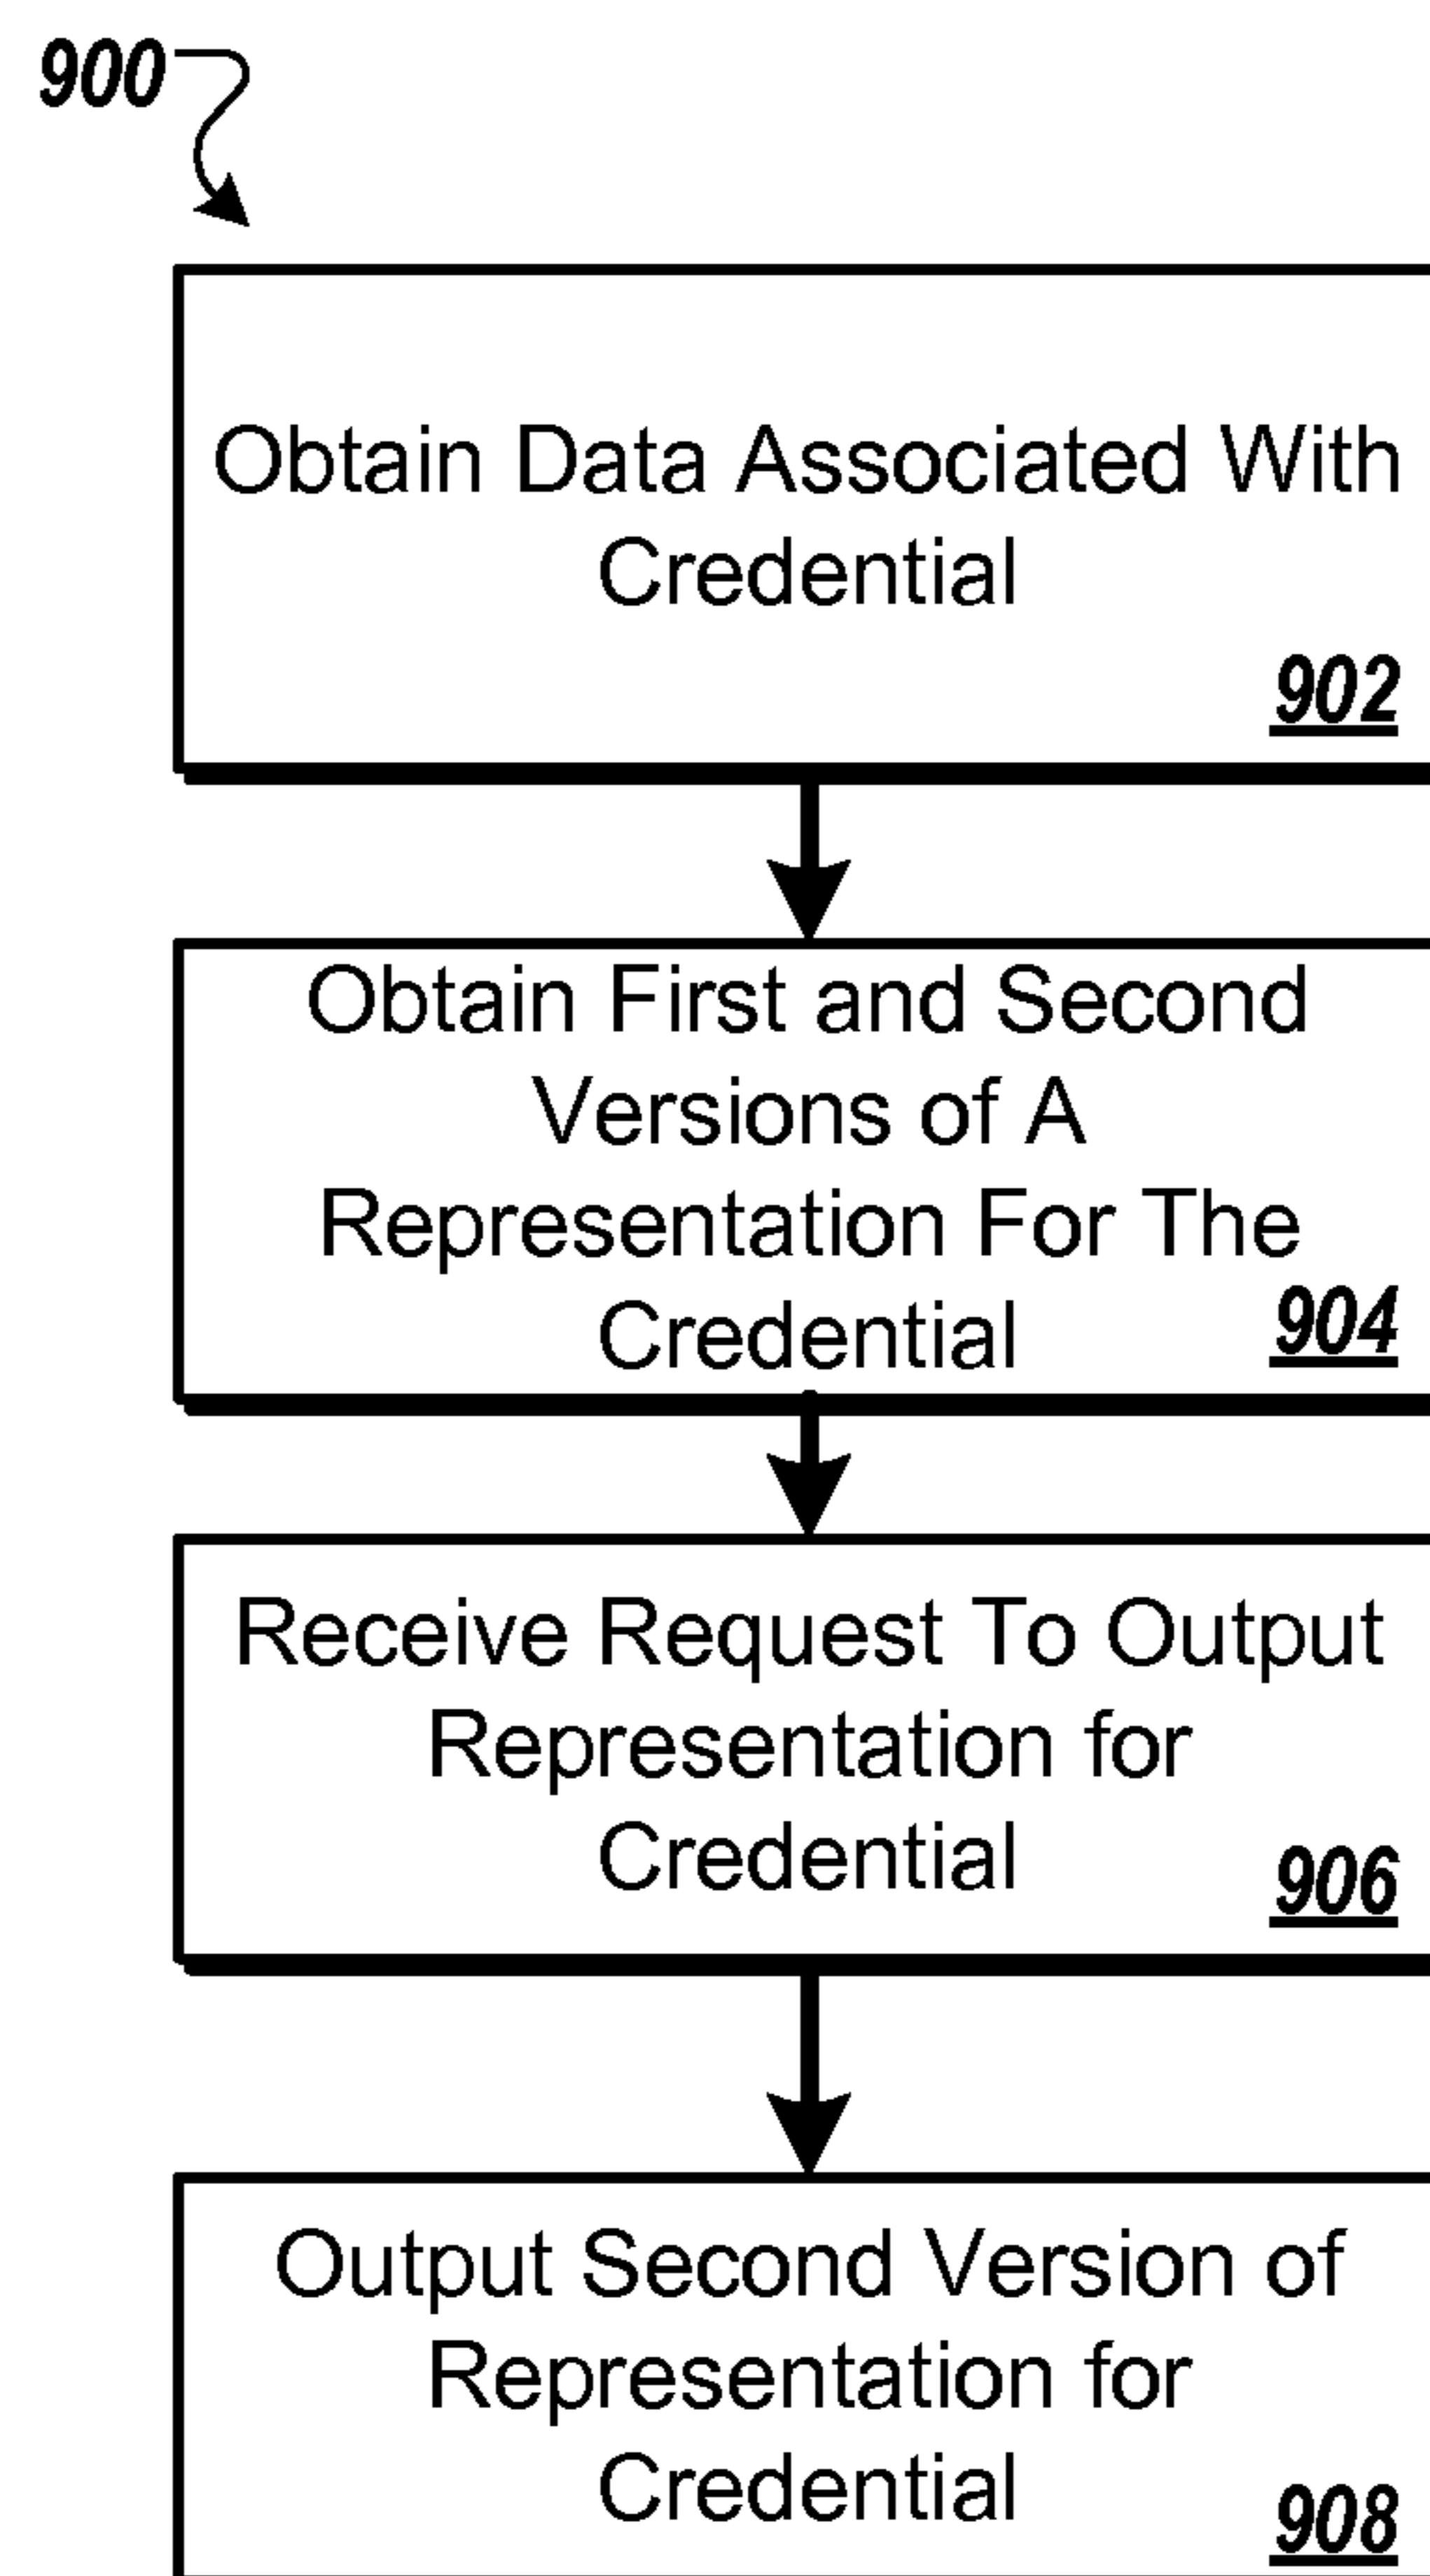 900
Obtain Data Associated With
Credential
902
Obtain First and Second
Versions of A
Representation For The
Credential
904
Receive Request To Output
Representation for
Credential
906
Output Second Version of
Representation for
Credential
908